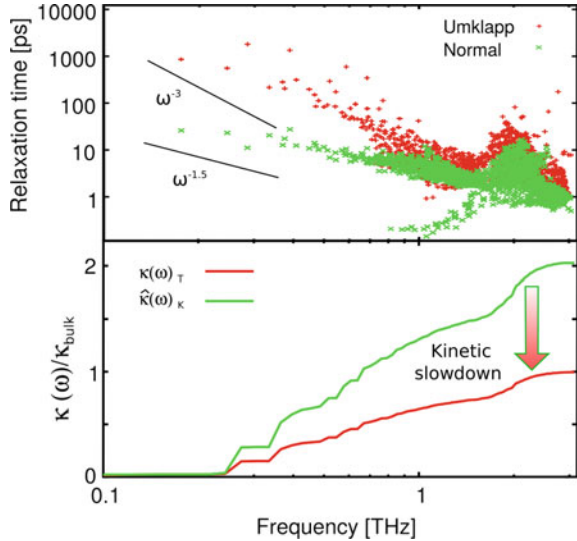 Relaxation time [ps]
10000
1000
100
10
1
Umklapp
Normal
ω⁻³
ω⁻¹·⁵
κ (ω)/κbulk
2
1
0
κ(ω) T
κ̂(ω) K
Kinetic
slowdown
0.1
1
Frequency [THz]